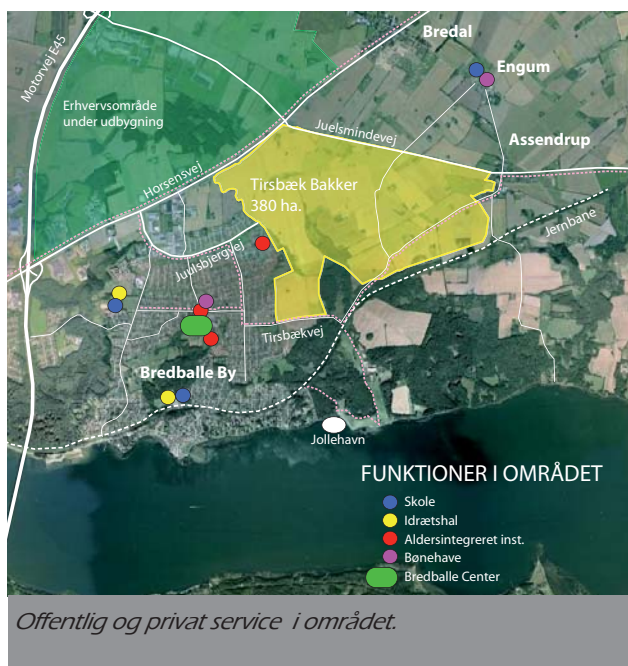 Bredal
Motorvej E45
Engum
Erhvervsområde
under udbygning
Juelsmindevej
Assendrup
Horsensvej
Tirsbæk Bakker
380 ha.
Jernbane
Juulsbjergvej
Tirsbækvej
Bredballe By
Jollehavn
FUNKTIONER I OMRÅDET
Skole
Idrætshal
Aldersintegreret inst.
Bønehave
Bredballe Center
Offentlig og privat service i området.